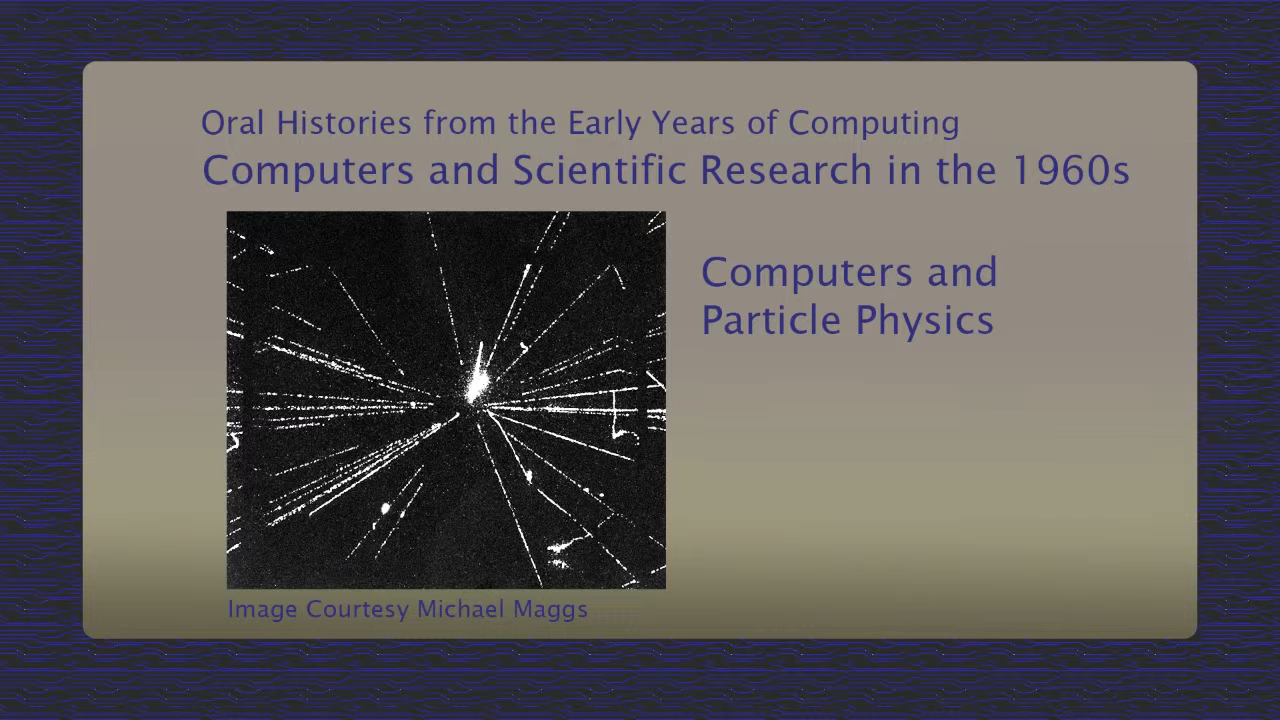 Oral Histories from the Early Years of Computing
Computers and Scientific Research in the 1960s
Computers and
Particle Physics
Image Courtesy Michael Maggs